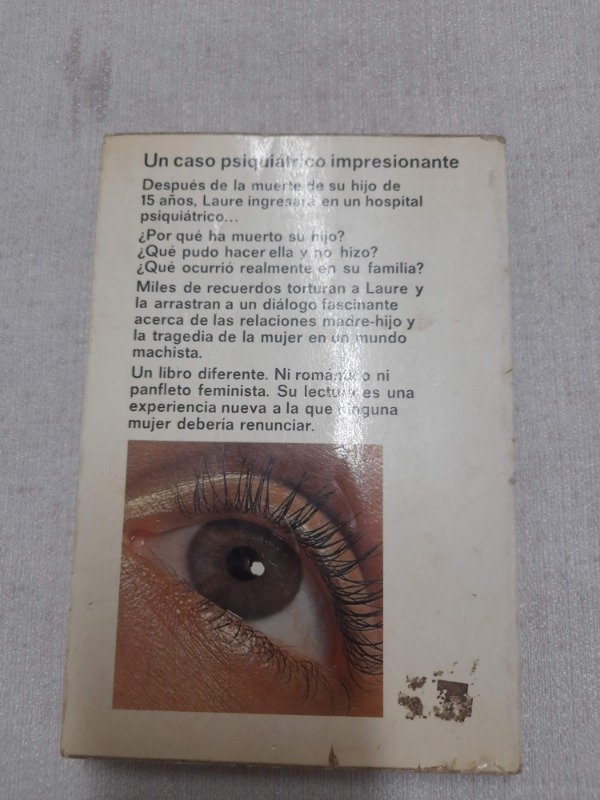 Un caso psiquiátrico impresionante
Después de la muerte de su hijo de
15 años, Laure ingresará en un hospital
psiquiátrico...
¿Por qué ha muerto su hijo?
¿Qué pudo hacer ella y no hizo?
¿Qué ocurrió realmente en su familia?
Miles de recuerdos torturan a Laure y
la arrastran a un diálogo fascinante
acerca de las relaciones madre-hijo y
la tragedia de la mujer en un mundo
machista.
Un libro diferente. Ni romántico ni
panfleto feminista. Su lectura es una
experiencia nueva a la que ninguna
mujer debería renunciar.